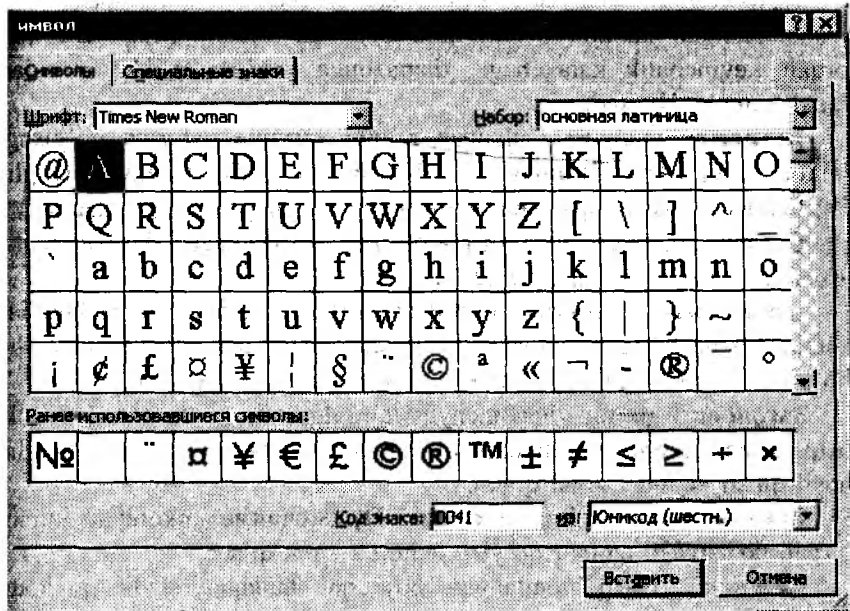 имвол
Символы Специальные знаки
Шрифт: Times New Roman Набор: основная латиница
@ A B C D E F G H I J K L M N O
P Q R S T U V W X Y Z [ \ ] ^ _
` a b c d e f g h i j k l m n o
p q r s t u v w x y z { | } ~
¡ ¢ £ ¤ ¥ ¦ § ¨ © ª « ¬ - ® ¯ °
Ранее использовавшиеся символы:
№ ¨ ¤ ¥ € £ © ® ™ ± ≠ ≤ ≥ ÷ ×
Код знака: 0041 из: Юникод (шестн.)
Вставить Отмена